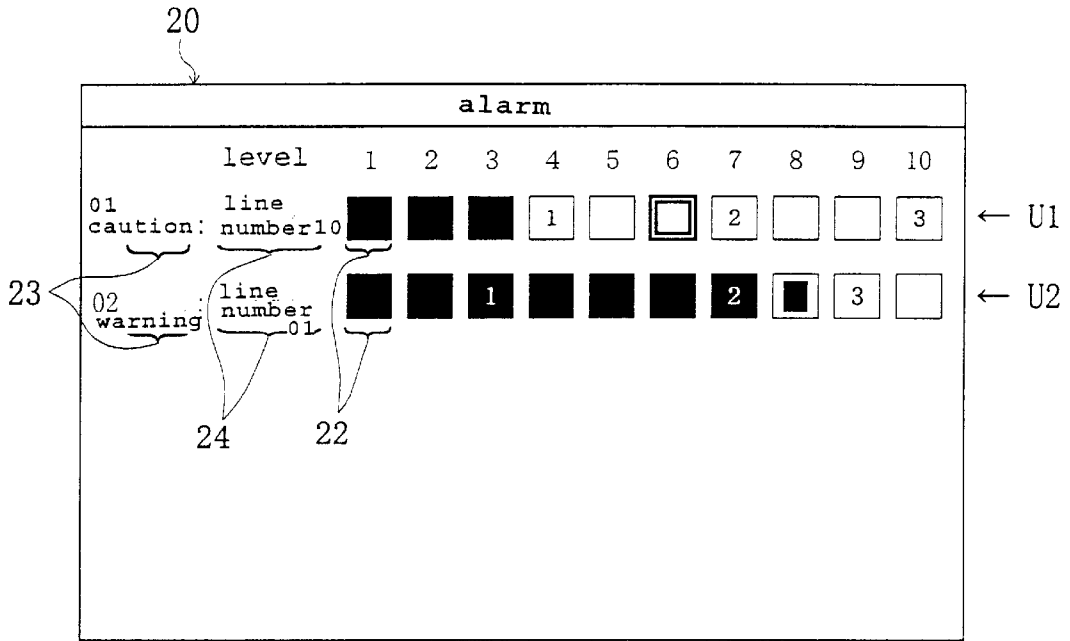 20
alarm
level 1 2 3 4 5 6 7 8 9 10
01 line
caution: number10 1 2 3 ← U1
23 02 : line 1 2 3 ← U2
warning number
01
24 22